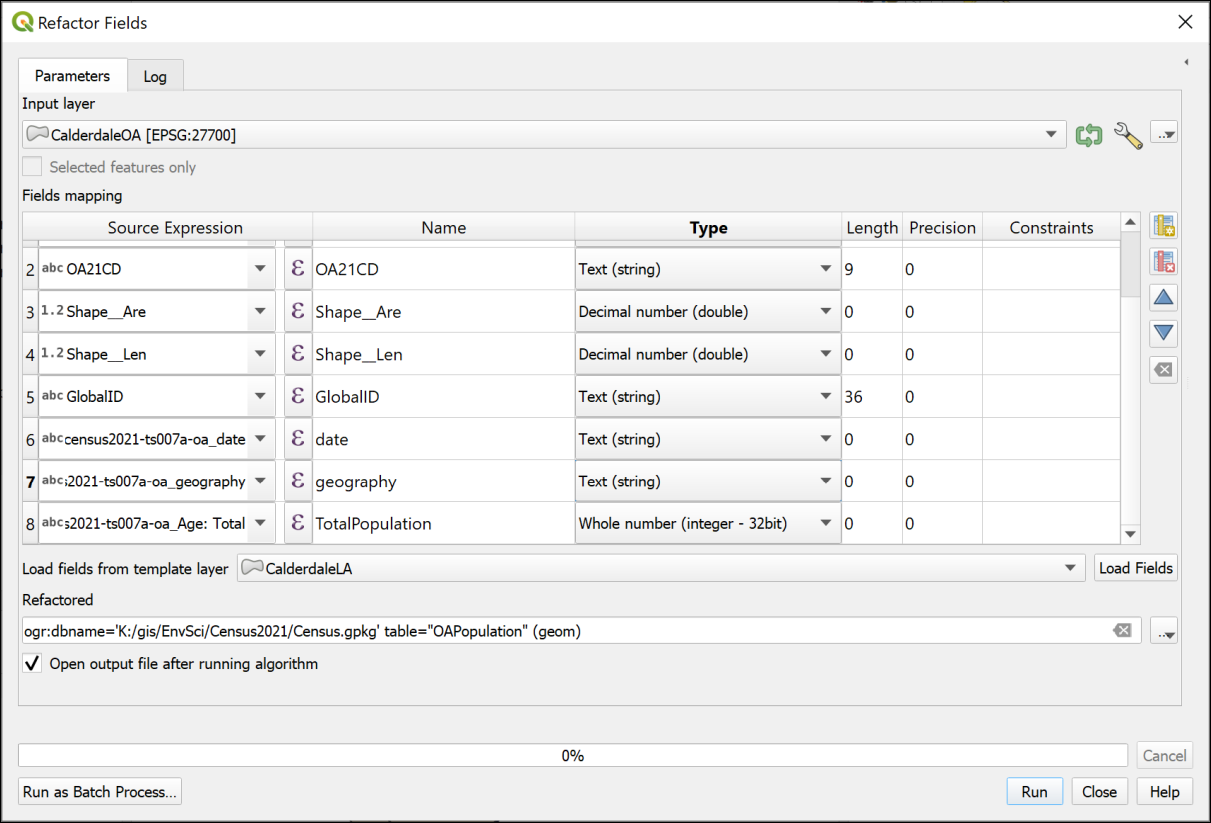 Refactor Fields
Parameters Log
Input layer
CalderdaleOA [EPSG:27700]
Selected features only
Fields mapping
Source Expression Name Type Length Precision Constraints
2 abc OA21CD ε OA21CD Text (string) 9 0
3 1.2 Shape__Are ε Shape__Are Decimal number (double) 0 0
4 1.2 Shape__Len ε Shape__Len Decimal number (double) 0 0
5 abc GlobalID ε GlobalID Text (string) 36 0
6 abc census2021-ts007a-oa_date ε date Text (string) 0 0
7 abc s2021-ts007a-oa_geography ε geography Text (string) 0 0
8 abc s2021-ts007a-oa_Age: Total ε TotalPopulation Whole number (integer - 32bit) 0 0
Load fields from template layer CalderdaleLA Load Fields
Refactored
ogr:dbname='K:/gis/EnvSci/Census2021/Census.gpkg' table="OAPopulation" (geom)
Open output file after running algorithm
0% Cancel
Run as Batch Process... Run Close Help